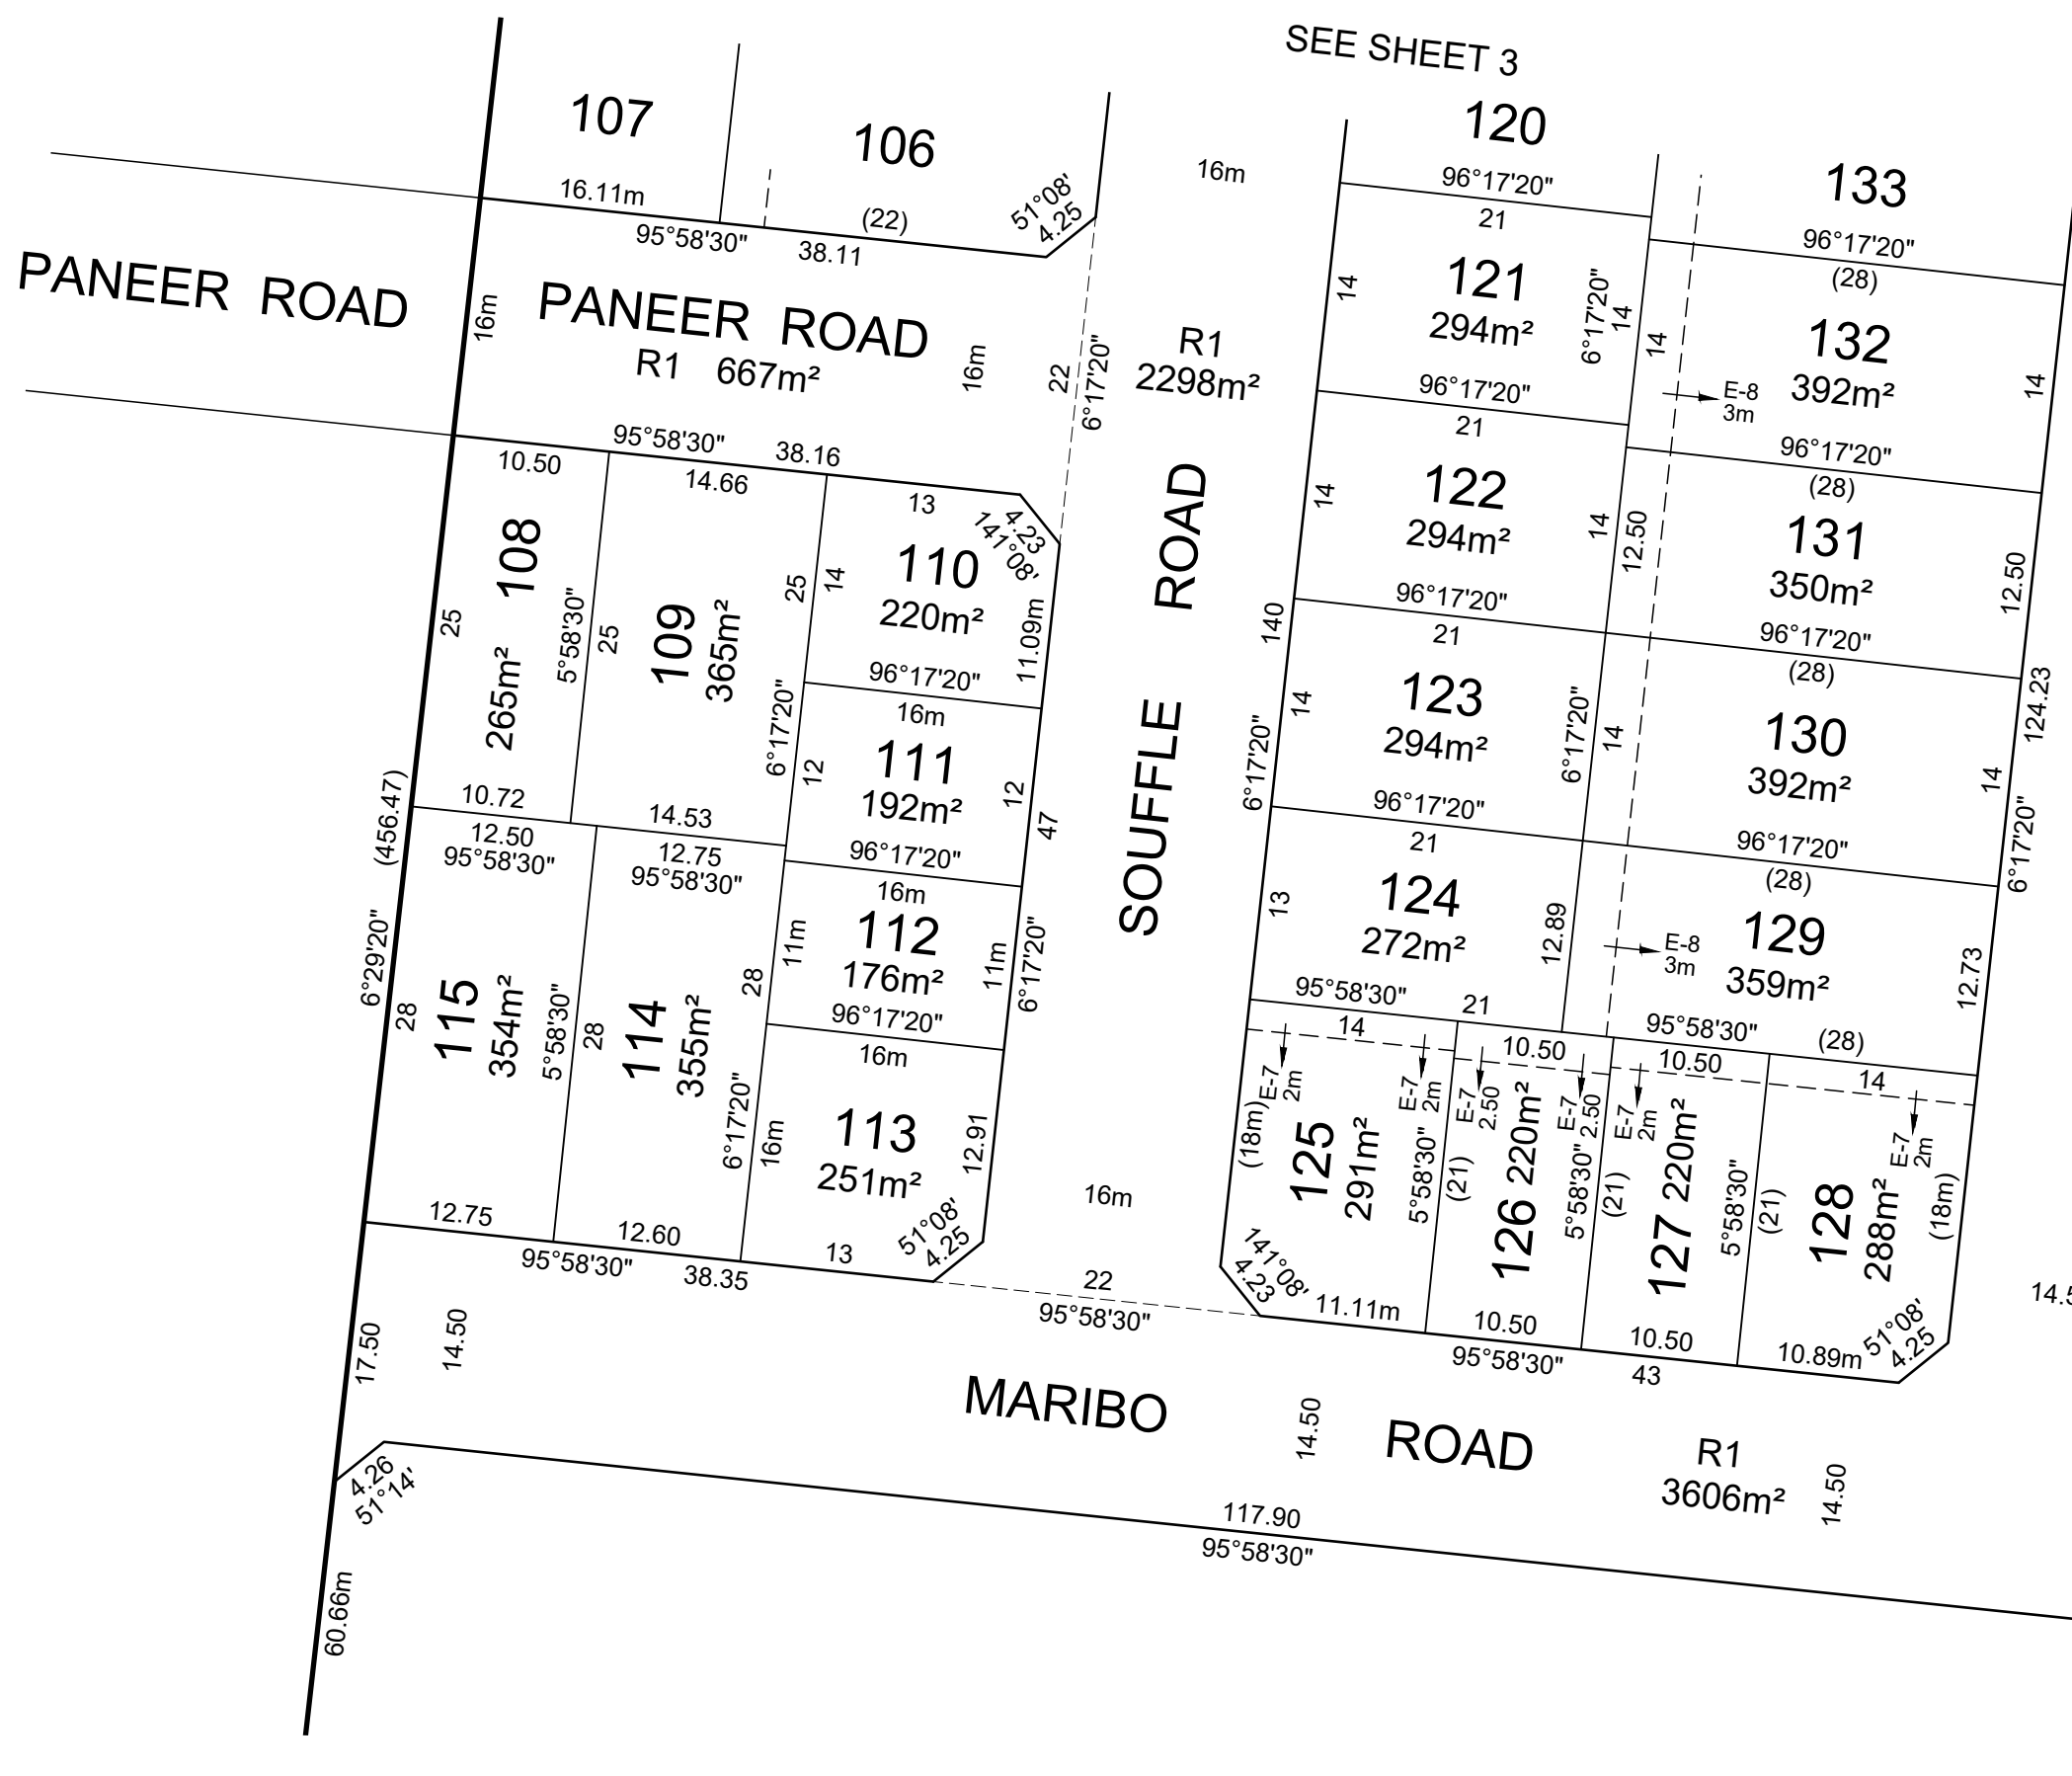 SEE SHEET 3
107
16.11m
106
(22)
51°08'
4.25
95°58'30"
38.11
16m
120
96°17'20"
133
96°17'20"
PANEER ROAD
16m
PANEER ROAD
R1 667m²
16m
22
6°17'20"
R1
2298m²
21
14
121
294m²
6°17'20"
14
96°17'20"
(28)
14
132
392m²
14
E-8
3m
96°17'20"
95°58'30"
38.16
10.50
14.66
13
4.23
141°08'
25
108
265m²
5°58'30"
10.72
25
109
365m²
25
6°17'20"
14.53
14
110
220m²
11.09m
96°17'20"
16m
12
111
192m²
12
96°17'20"
16m
11m
112
176m²
11m
96°17'20"
16m
16m
113
251m²
12.91
51°08'
4.25
13
47
6°17'20"
SOUFFLE ROAD
140
6°17'20"
21
14
122
294m²
14
96°17'20"
(28)
12.50
131
350m²
12.50
96°17'20"
21
14
123
294m²
6°17'20"
96°17'20"
(28)
14
130
392m²
14
96°17'20"
124.23
6°17'20"
21
13
124
272m²
12.89
95°58'30"
21
(28)
E-8
3m
129
359m²
12.73
95°58'30"
(28)
(456.47)
6°29'20"
12.50
95°58'30"
28
115
354m²
5°58'30"
12.75
12.75
95°58'30"
28
114
355m²
28
6°17'20"
12.60
95°58'30"
38.35
16m
22
95°58'30"
14
E-7
2m
E-7
2m
(18m)
125
291m²
5°58'30"
141°08'
4.23
11.11m
10.50
E-7
2.50
E-7
2.50
(21)
126 220m²
5°58'30"
10.50
10.50
E-7
2m
(21)
127 220m²
5°58'30"
10.50
14
E-7
2m
(21)
128
288m²
(18m)
10.89m
51°08'
4.25
95°58'30"
43
17.50
14.50
MARIBO ROAD
14.50
R1
3606m²
14.50
4.26
51°14'
117.90
95°58'30"
60.66m